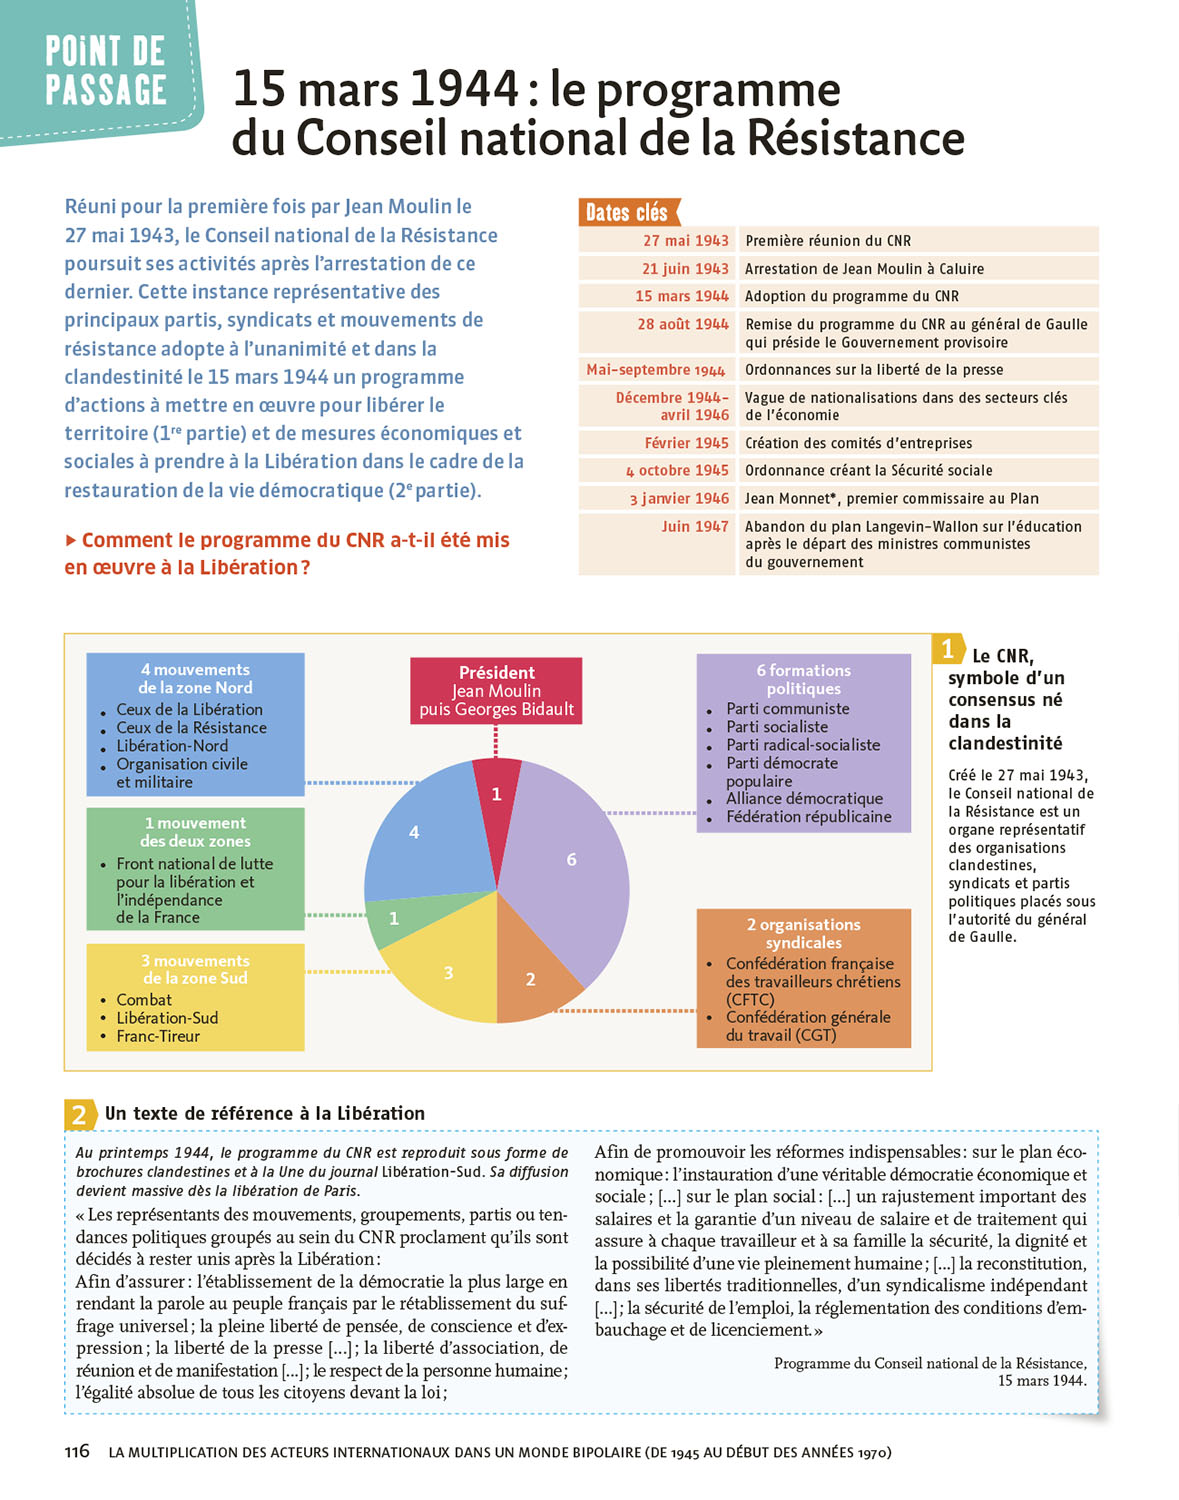 POINT DE
PASSAGE
15 mars 1944 : le programme
du Conseil national de la Résistance
Réuni pour la première fois par Jean Moulin le
27 mai 1943, le Conseil national de la Résistance
poursuit ses activités après l’arrestation de ce
dernier. Cette instance représentative des
principaux partis, syndicats et mouvements de
résistance adopte à l’unanimité et dans la
clandestinité le 15 mars 1944 un programme
d’actions à mettre en œuvre pour libérer le
territoire (1re partie) et de mesures économiques et
sociales à prendre à la Libération dans le cadre de la
restauration de la vie démocratique (2e partie).
▶ Comment le programme du CNR a-t-il été mis
en œuvre à la Libération ?
Dates clés
27 mai 1943 Première réunion du CNR
21 juin 1943 Arrestation de Jean Moulin à Caluire
15 mars 1944 Adoption du programme du CNR
28 août 1944 Remise du programme du CNR au général de Gaulle
qui préside le Gouvernement provisoire
Mai-septembre 1944 Ordonnances sur la liberté de la presse
Décembre 1944- Vague de nationalisations dans des secteurs clés
avril 1946 de l’économie
Février 1945 Création des comités d’entreprises
4 octobre 1945 Ordonnance créant la Sécurité sociale
3 janvier 1946 Jean Monnet*, premier commissaire au Plan
Juin 1947 Abandon du plan Langevin-Wallon sur l’éducation
après le départ des ministres communistes
du gouvernement
4 mouvements
de la zone Nord
• Ceux de la Libération
• Ceux de la Résistance
• Libération-Nord
• Organisation civile
et militaire
1 mouvement
des deux zones
• Front national de lutte
pour la libération et
l’indépendance
de la France
3 mouvements
de la zone Sud
• Combat
• Libération-Sud
• Franc-Tireur
Président
Jean Moulin
puis Georges Bidault
1
4
6
1
3
2
6 formations
politiques
• Parti communiste
• Parti socialiste
• Parti radical-socialiste
• Parti démocrate
populaire
• Alliance démocratique
• Fédération républicaine
2 organisations
syndicales
• Confédération française
des travailleurs chrétiens
(CFTC)
• Confédération générale
du travail (CGT)
1 Le CNR,
symbole d’un
consensus né
dans la
clandestinité
Créé le 27 mai 1943,
le Conseil national de
la Résistance est un
organe représentatif
des organisations
clandestines,
syndicats et partis
politiques placés sous
l’autorité du général
de Gaulle.
2 Un texte de référence à la Libération
Au printemps 1944, le programme du CNR est reproduit sous forme de
brochures clandestines et à la Une du journal Libération-Sud. Sa diffusion
devient massive dès la libération de Paris.
« Les représentants des mouvements, groupements, partis ou ten-
dances politiques groupés au sein du CNR proclament qu’ils sont
décidés à rester unis après la Libération :
Afin d’assurer : l’établissement de la démocratie la plus large en
rendant la parole au peuple français par le rétablissement du suf-
frage universel ; la pleine liberté de pensée, de conscience et d’ex-
pression ; la liberté de la presse [...] ; la liberté d’association, de
réunion et de manifestation [...] ; le respect de la personne humaine ;
l’égalité absolue de tous les citoyens devant la loi ;
Afin de promouvoir les réformes indispensables : sur le plan éco-
nomique : l’instauration d’une véritable démocratie économique et
sociale ; [...] sur le plan social : [...] un rajustement important des
salaires et la garantie d’un niveau de salaire et de traitement qui
assure à chaque travailleur et à sa famille la sécurité, la dignité et
la possibilité d’une vie pleinement humaine ; [...] la reconstitution,
dans ses libertés traditionnelles, d’un syndicalisme indépendant
[...] ; la sécurité de l’emploi, la réglementation des conditions d’em-
bauchage et de licenciement. »
Programme du Conseil national de la Résistance,
15 mars 1944.
116 LA MULTIPLICATION DES ACTEURS INTERNATIONAUX DANS UN MONDE BIPOLAIRE (DE 1945 AU DÉBUT DES ANNÉES 1970)